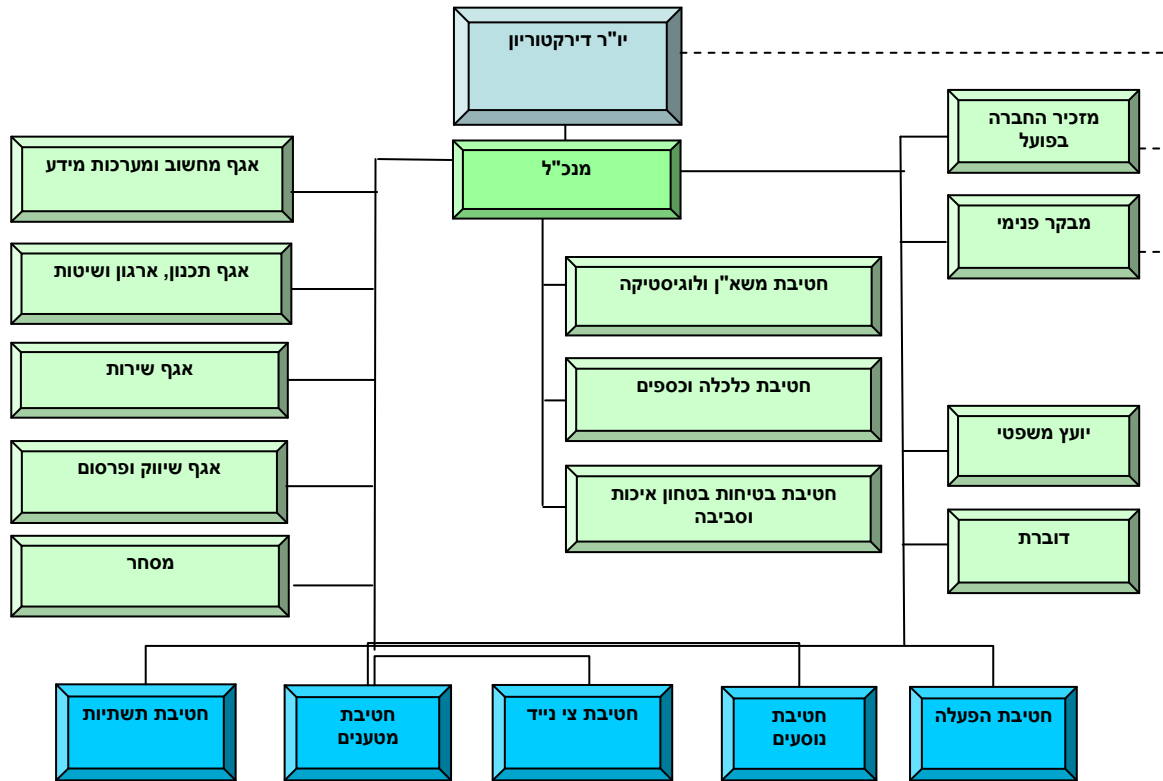 יו"ר דירקטוריון
מנכ"ל
מזכיר החברה
בפועל
מבקר פנימי
יועץ משפטי
דוברת
חטיבת משא"ן ולוגיסטיקה
חטיבת כלכלה וכספים
חטיבת בטיחות בטחון איכות
וסביבה
אגף מחשוב ומערכות מידע
אגף תכנון, ארגון ושיטות
אגף שירות
אגף שיווק ופרסום
מסחר
חטיבת הפעלה
חטיבת
נוסעים
חטיבת צי נייד
חטיבת
מטענים
חטיבת תשתיות